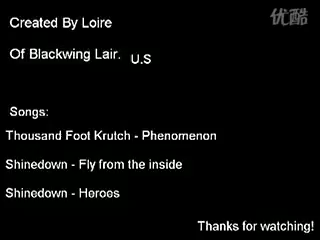 优酷
Created By Loire
Of Blackwing Lair. U.S
Songs:
Thousand Foot Krutch - Phenomenon
Shinedown - Fly from the inside
Shinedown - Heroes
Thanks for watching!